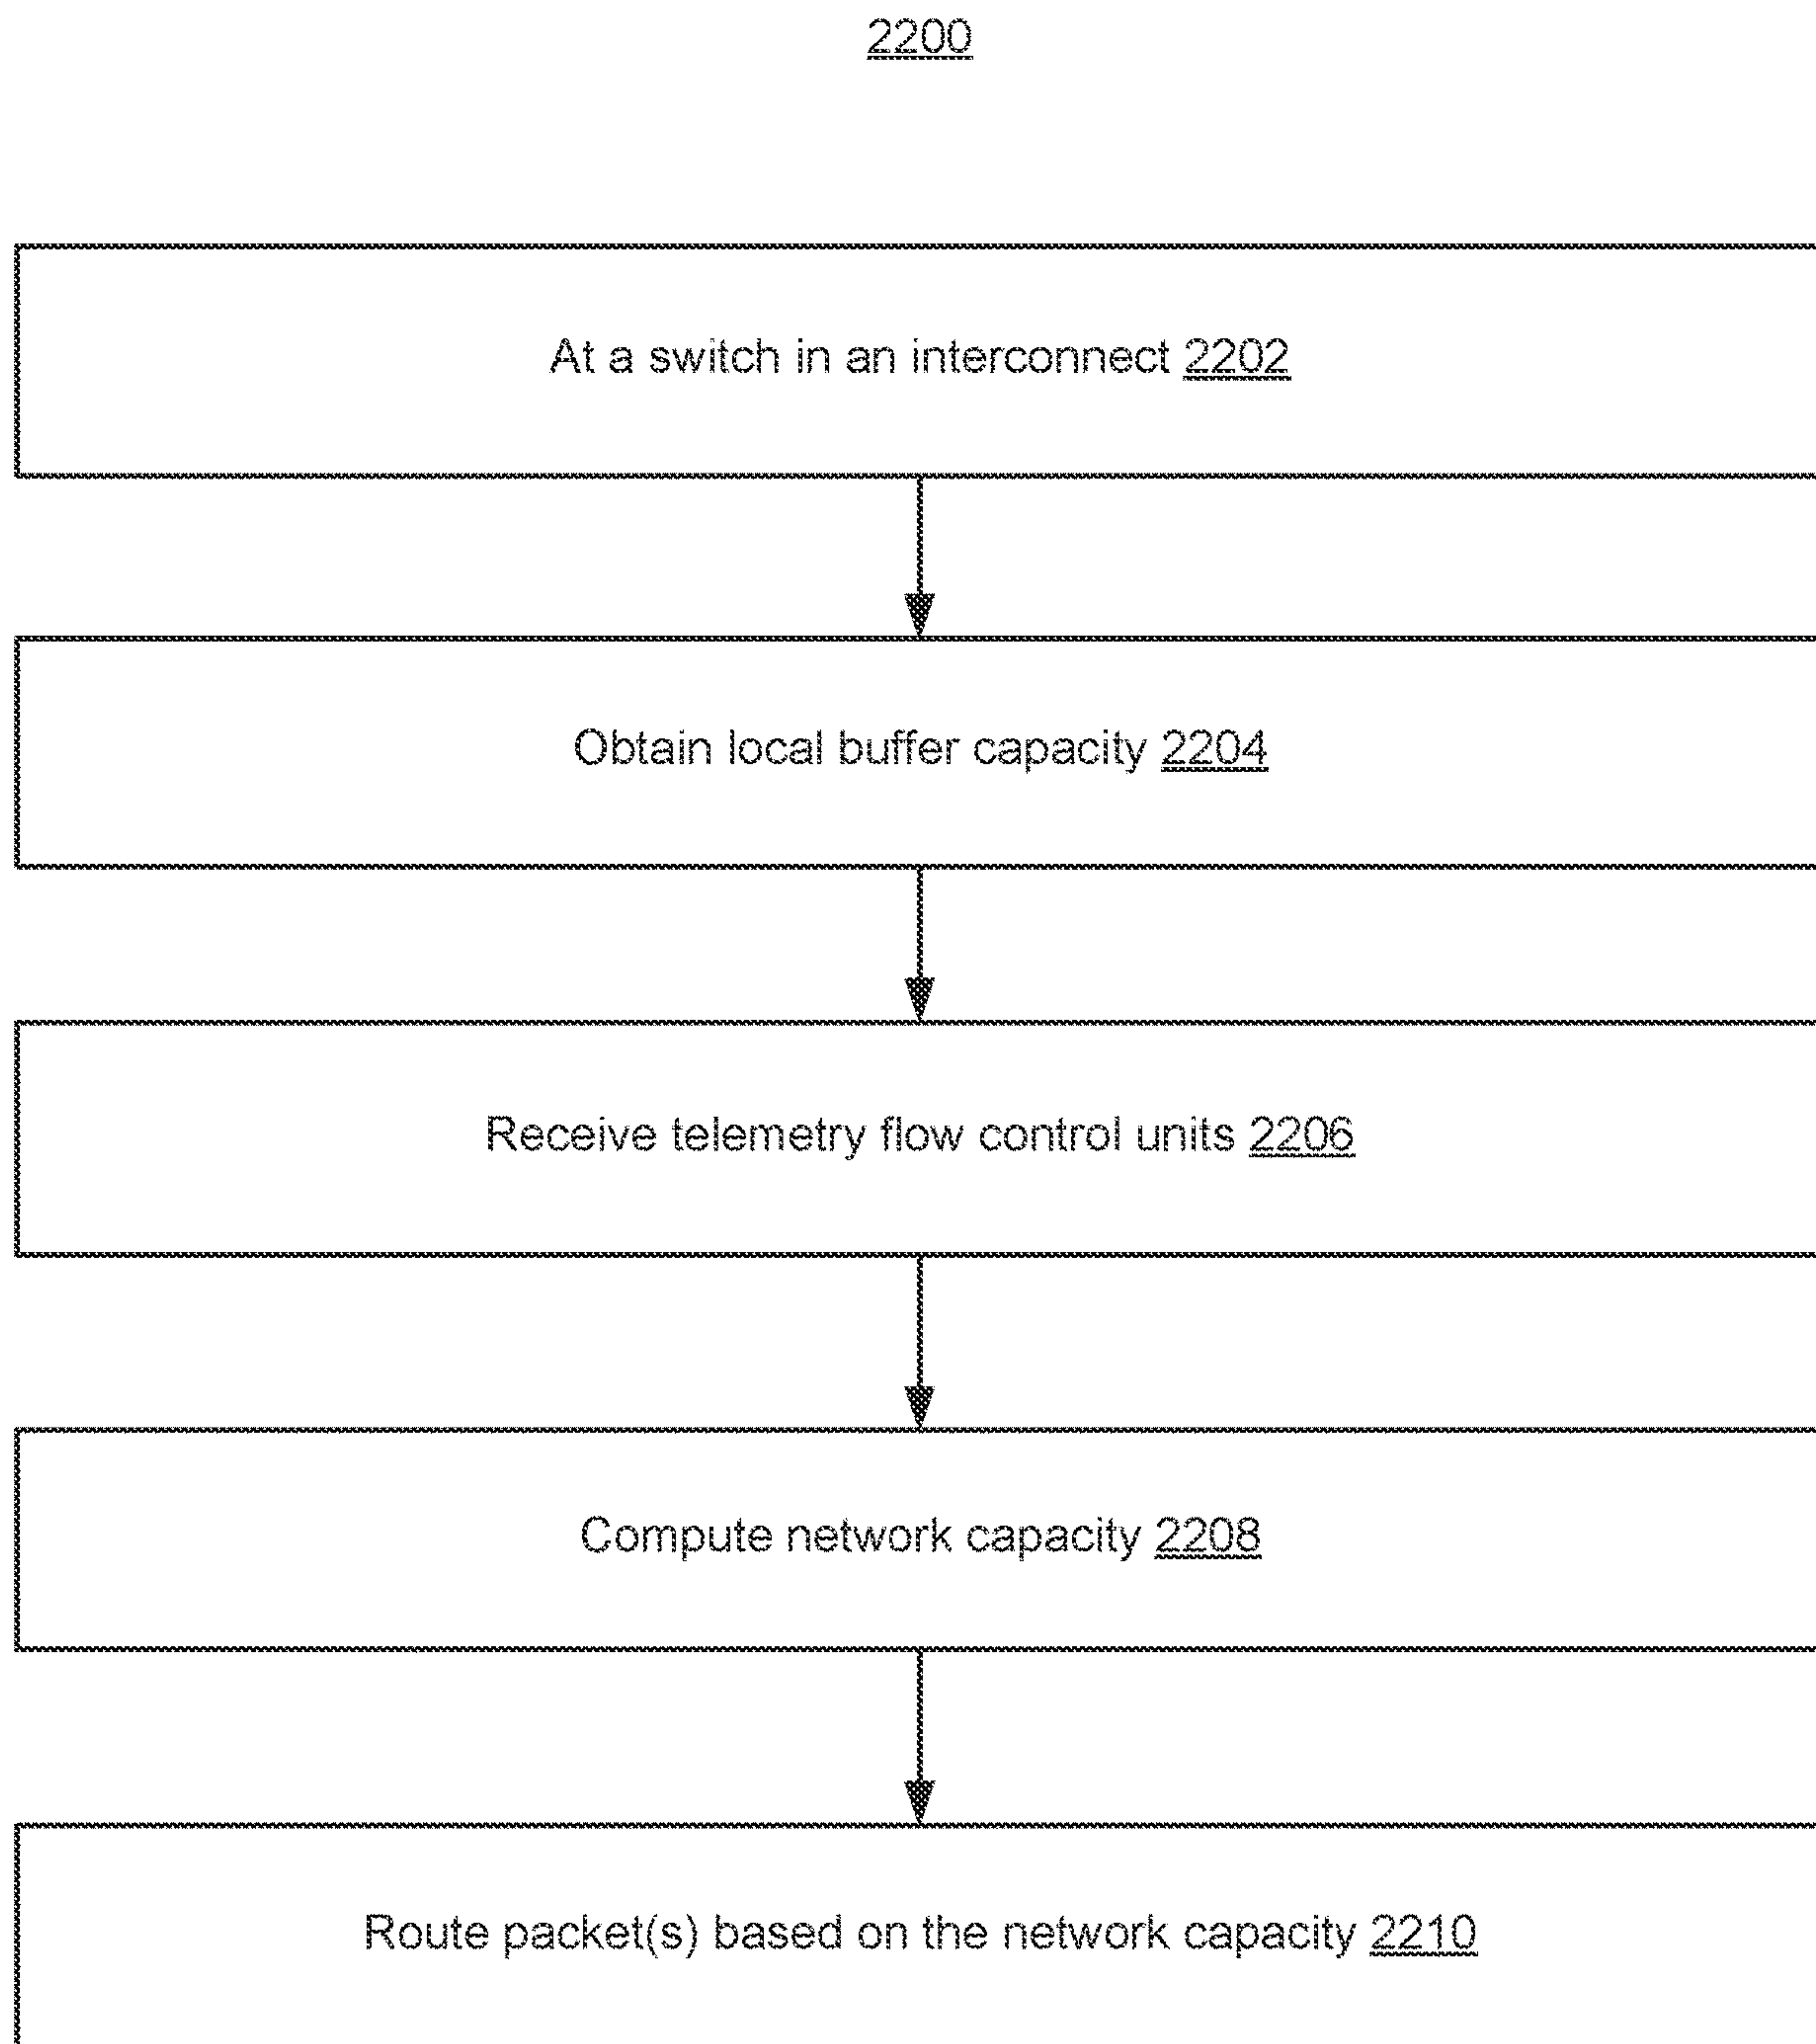 2200
At a switch in an interconnect 2202
Obtain local buffer capacity 2204
Receive telemetry flow control units 2206
Compute network capacity 2208
Route packet(s) based on the network capacity 2210